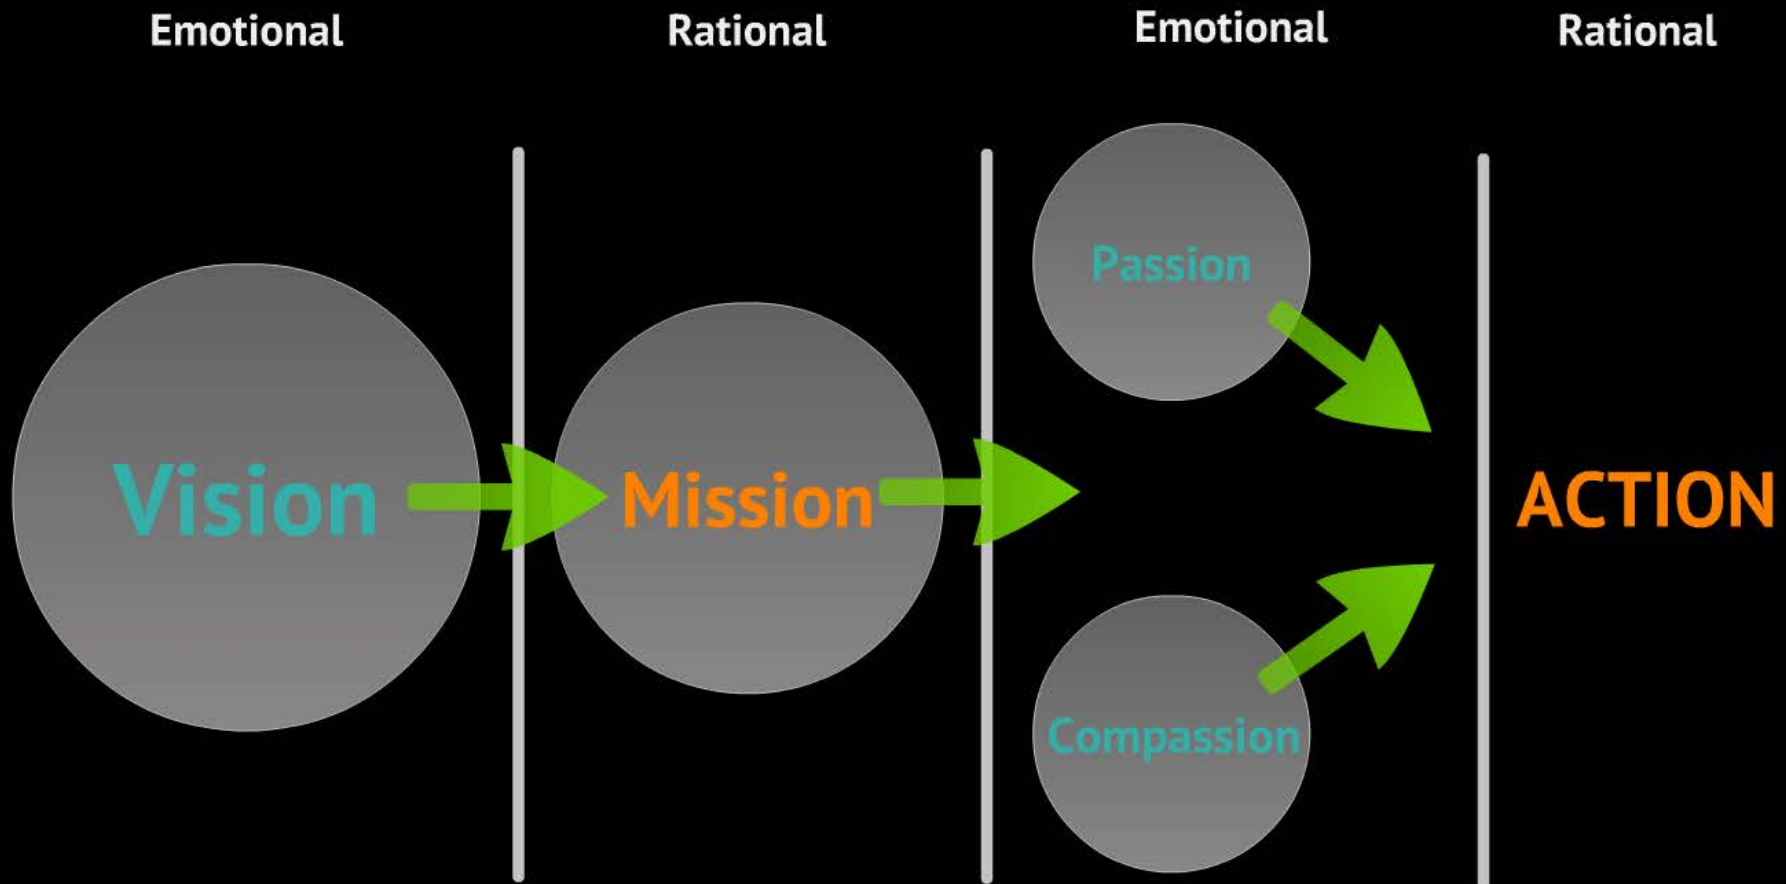 Emotional
Rational
Emotional
Rational
Vision
Mission
Passion
Compassion
ACTION